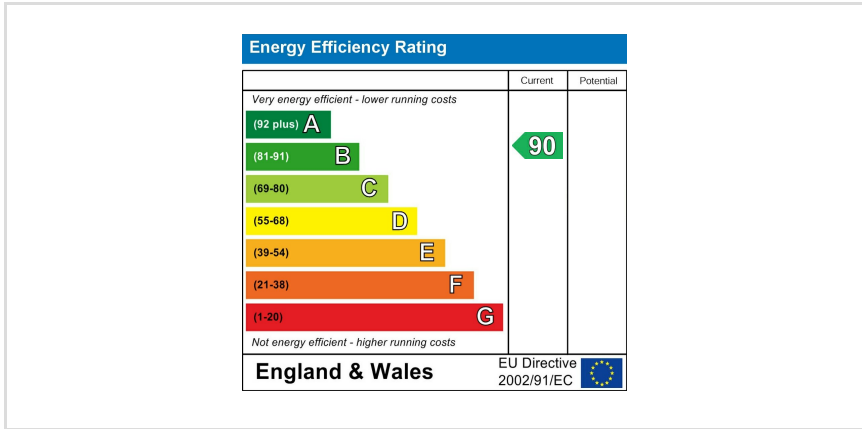 Energy Efficiency Rating
Current Potential
Very energy efficient - lower running costs
(92 plus) A
(81-91) B
90
(69-80) C
(55-68) D
(39-54) E
(21-38) F
(1-20) G
Not energy efficient - higher running costs
England & Wales
EU Directive
2002/91/EC